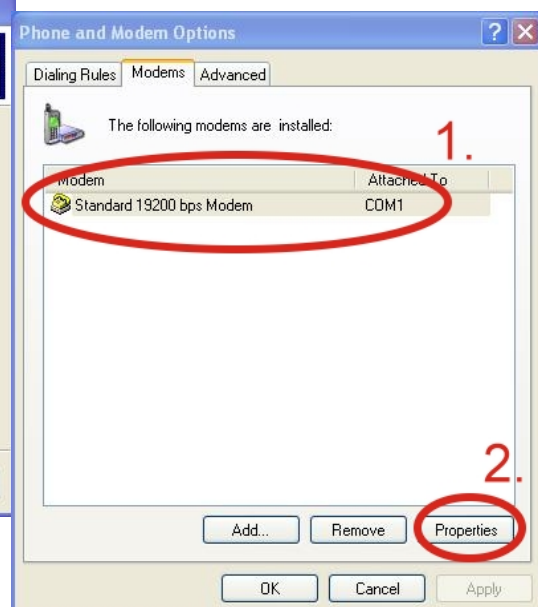 Phone and Modem Options
Dialing Rules Modems Advanced
The following modems are installed:
1.
Modem Attached To
Standard 19200 bps Modem COM1
2.
Add... Remove Properties
OK Cancel Apply